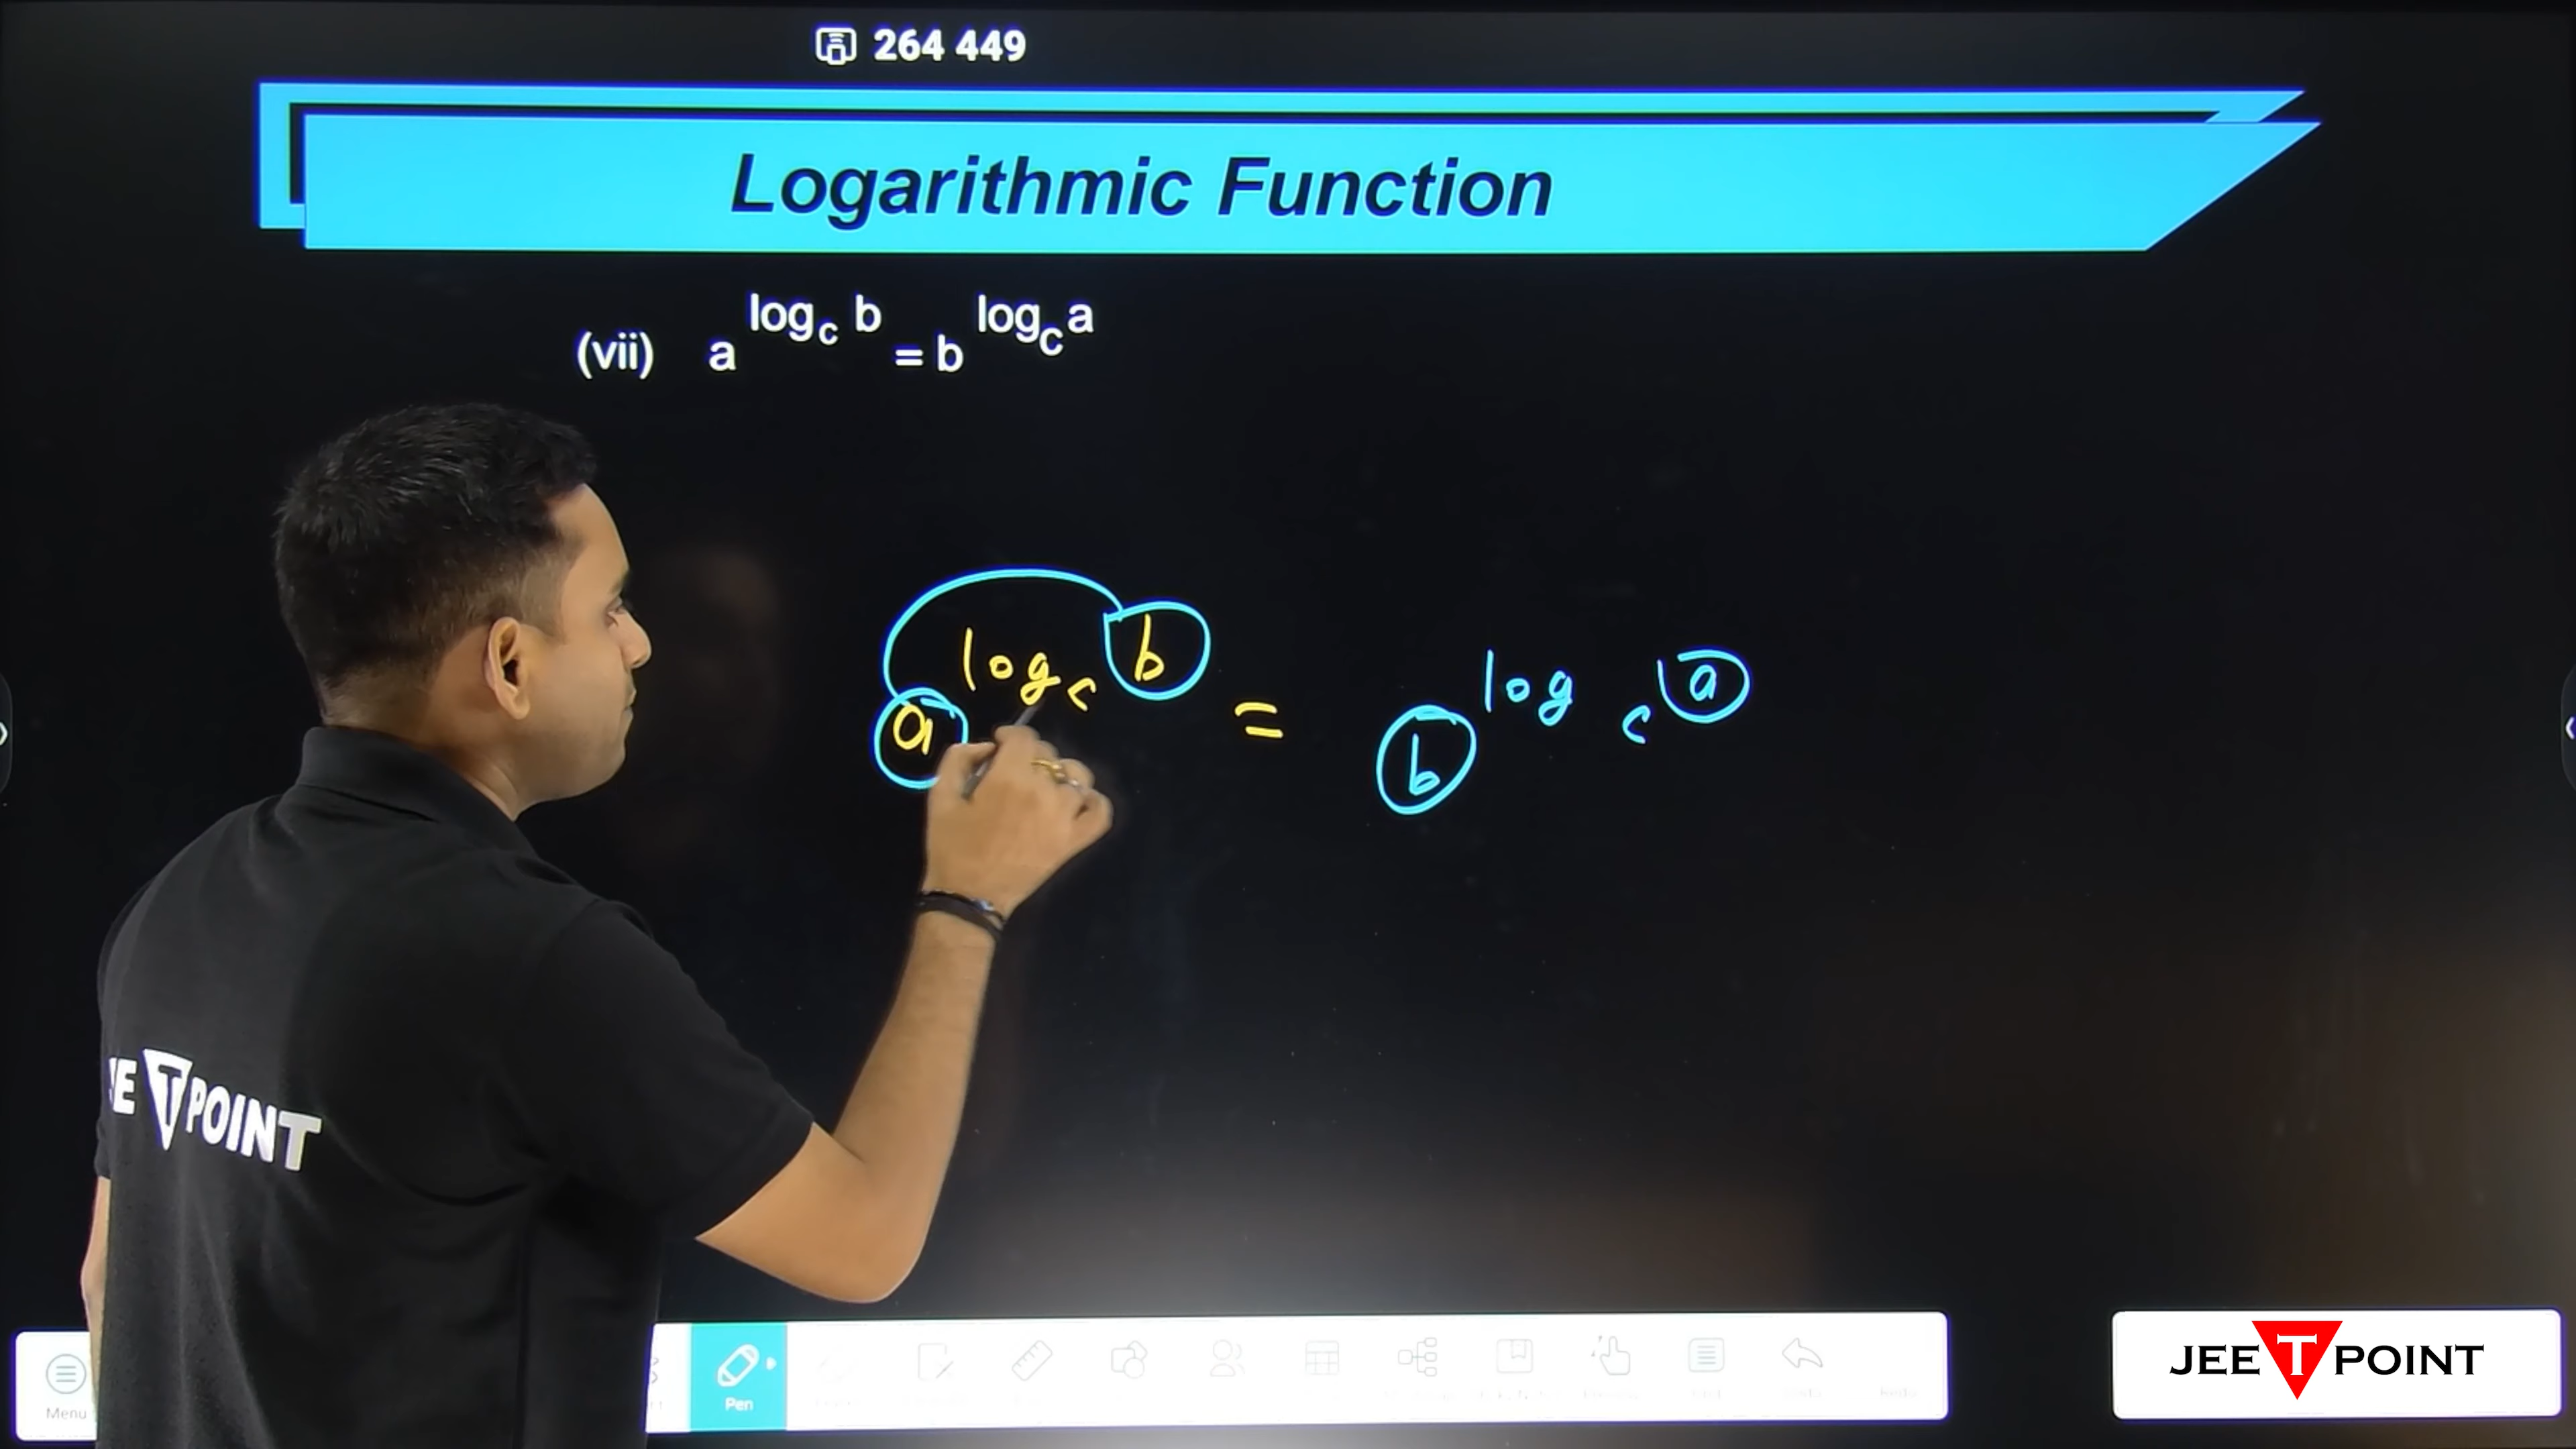 264 449
Logarithmic Function
(vii) a^log_c b = b^log_c a
a^log_c b = b^log_c a
JEE T POINT
Menu
Pen
JEE T POINT